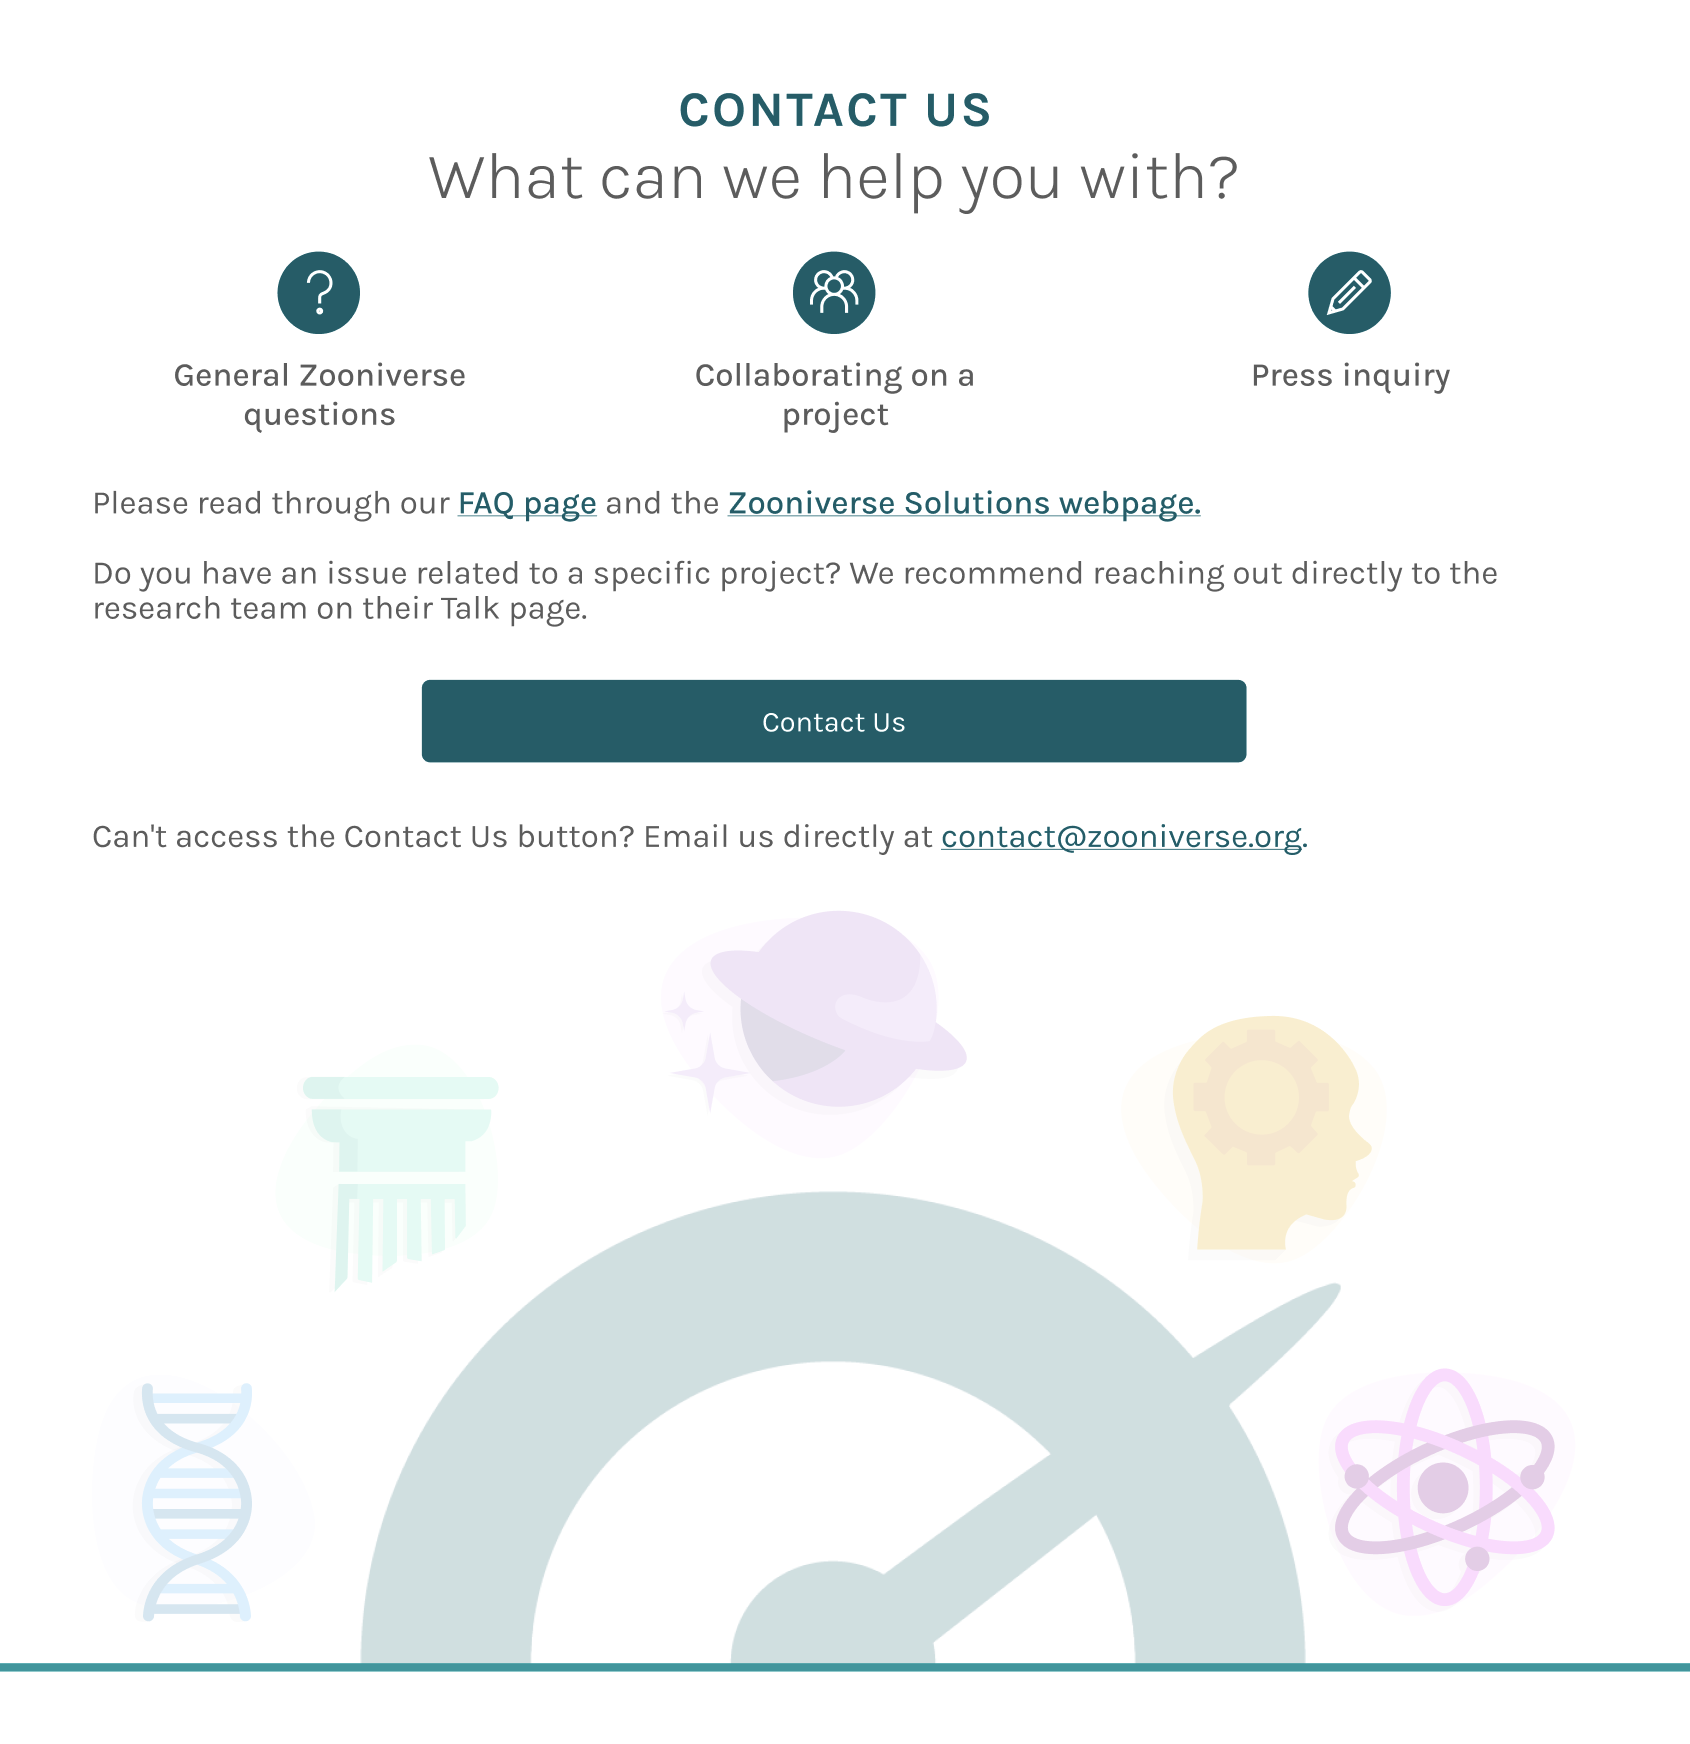 CONTACT US
What can we help you with?
General Zooniverse
questions
Collaborating on a
project
Press inquiry
Please read through our FAQ page and the Zooniverse Solutions webpage.
Do you have an issue related to a specific project? We recommend reaching out directly to the
research team on their Talk page.
Contact Us
Can't access the Contact Us button? Email us directly at contact@zooniverse.org.